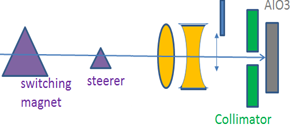 AlO3
switching
magnet
steerer
Collimator